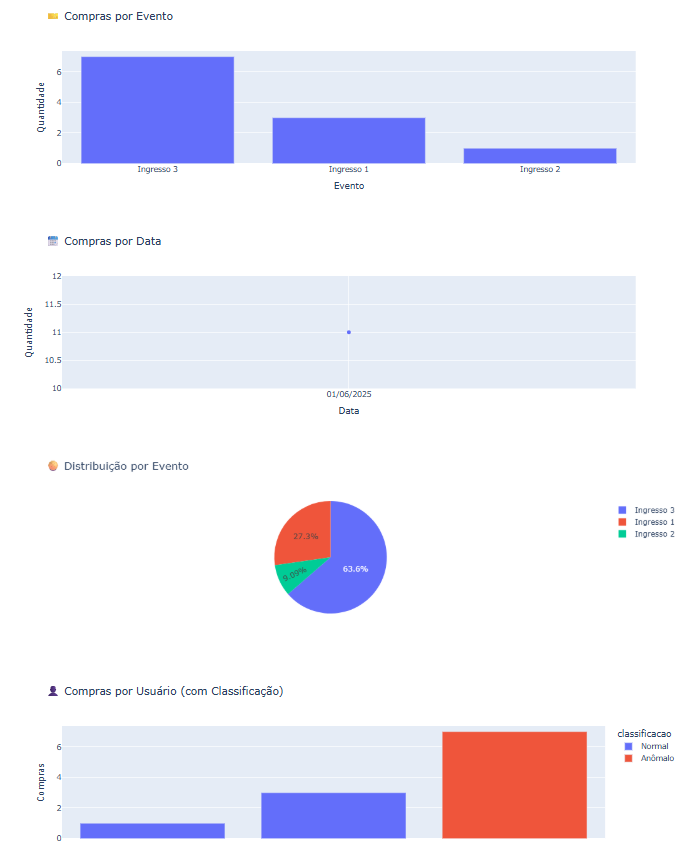 Compras por Evento
Quantidade
6
4
2
0
Ingresso 3 Ingresso 1 Ingresso 2
Evento
Compras por Data
Quantidade
12
11.5
11
10.5
10
01/06/2025
Data
Distribuição por Evento
27.3%
9.09%
63.6%
Ingresso 3
Ingresso 1
Ingresso 2
Compras por Usuário (com Classificação)
Compras
6
4
2
0
classificacao
Normal
Anômalo